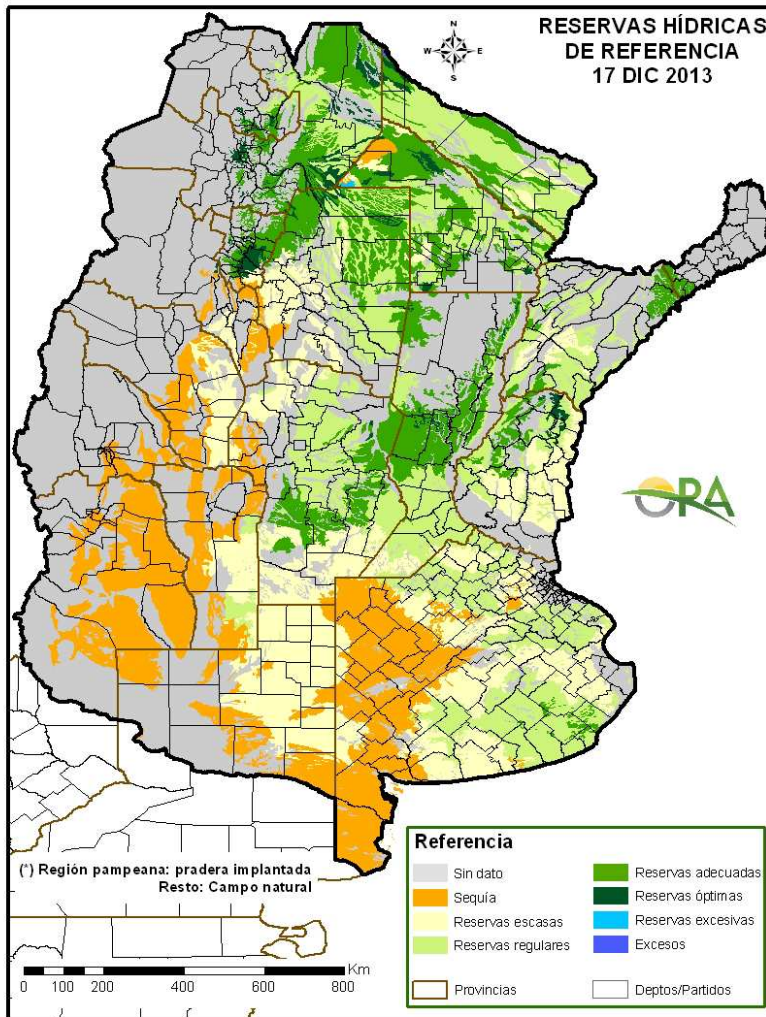 RESERVAS HÍDRICAS
DE REFERENCIA
17 DIC 2013
N
W E
S
OPA
(*) Región pampeana: pradera implantada
Resto: Campo natural
Km
0 100 200 400 600 800
Referencia
Sin dato
Sequía
Reservas escasas
Reservas regulares
Reservas adecuadas
Reservas óptimas
Reservas excesivas
Excesos
Provincias
Deptos/Partidos